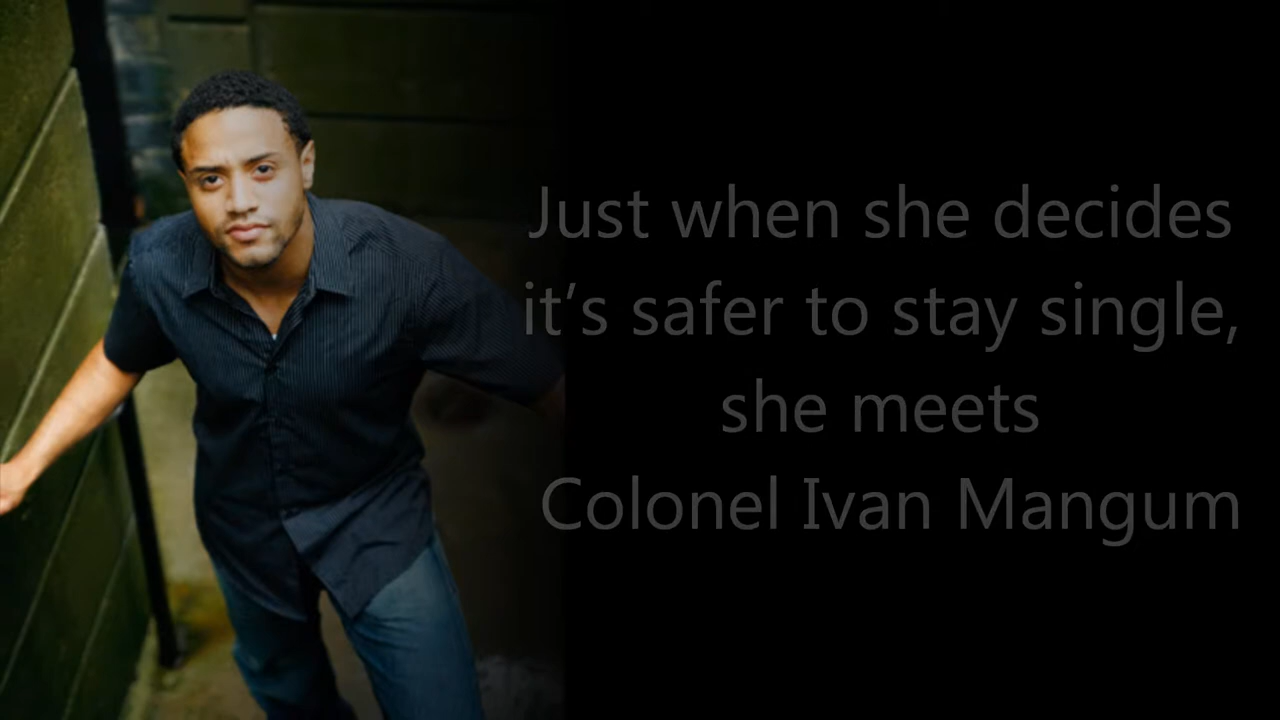 Just when she decides
it’s safer to stay single,
she meets
Colonel Ivan Mangum